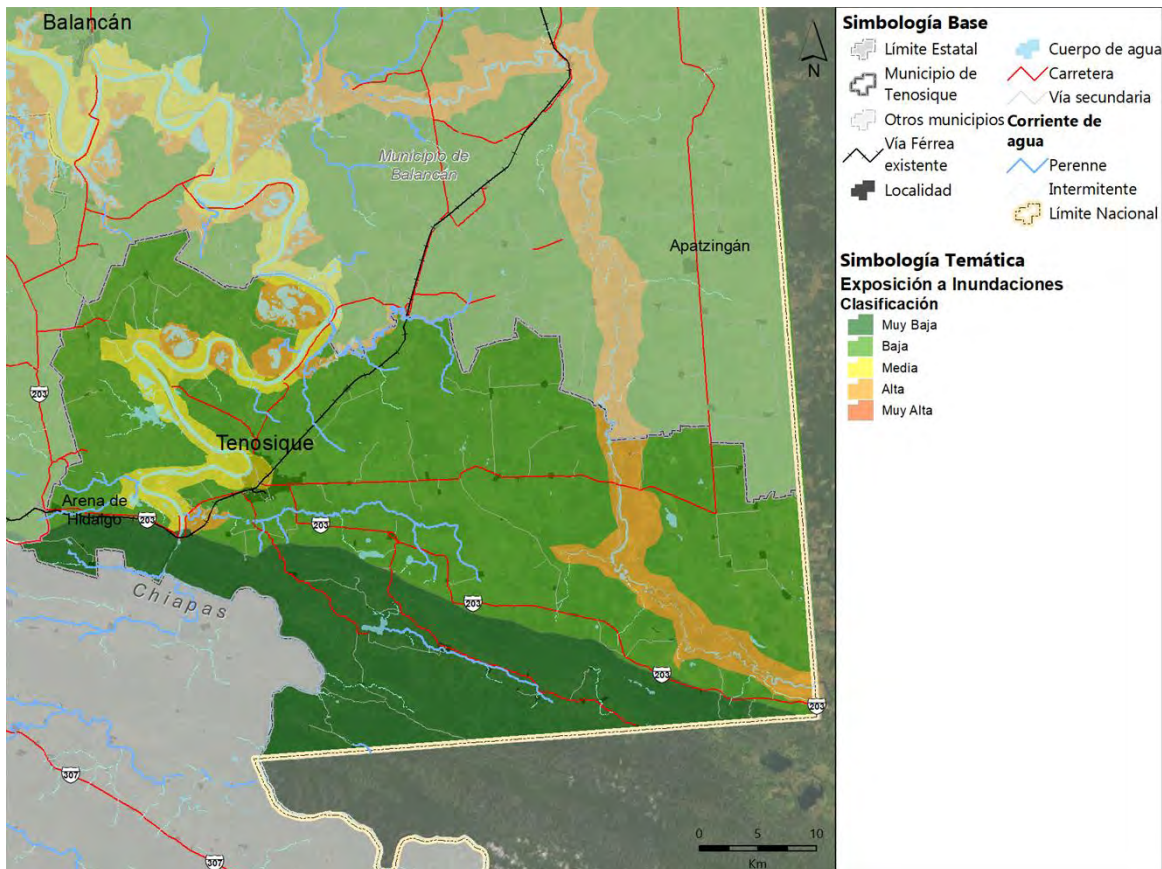 Balancán
Municipio de
Balancán
Apatzingán
203
Tenosique
Arena de
Hidalgo
203
203
203
Chiapas
203
203
307
307
N
0 5 10
Km
Simbología Base
Límite Estatal
Municipio de
Tenosique
Otros municipios
Vía Férrea
existente
Localidad
Cuerpo de agua
Carretera
Vía secundaria
Corriente de
agua
Perenne
Intermitente
Límite Nacional
Simbología Temática
Exposición a Inundaciones
Clasificación
Muy Baja
Baja
Media
Alta
Muy Alta